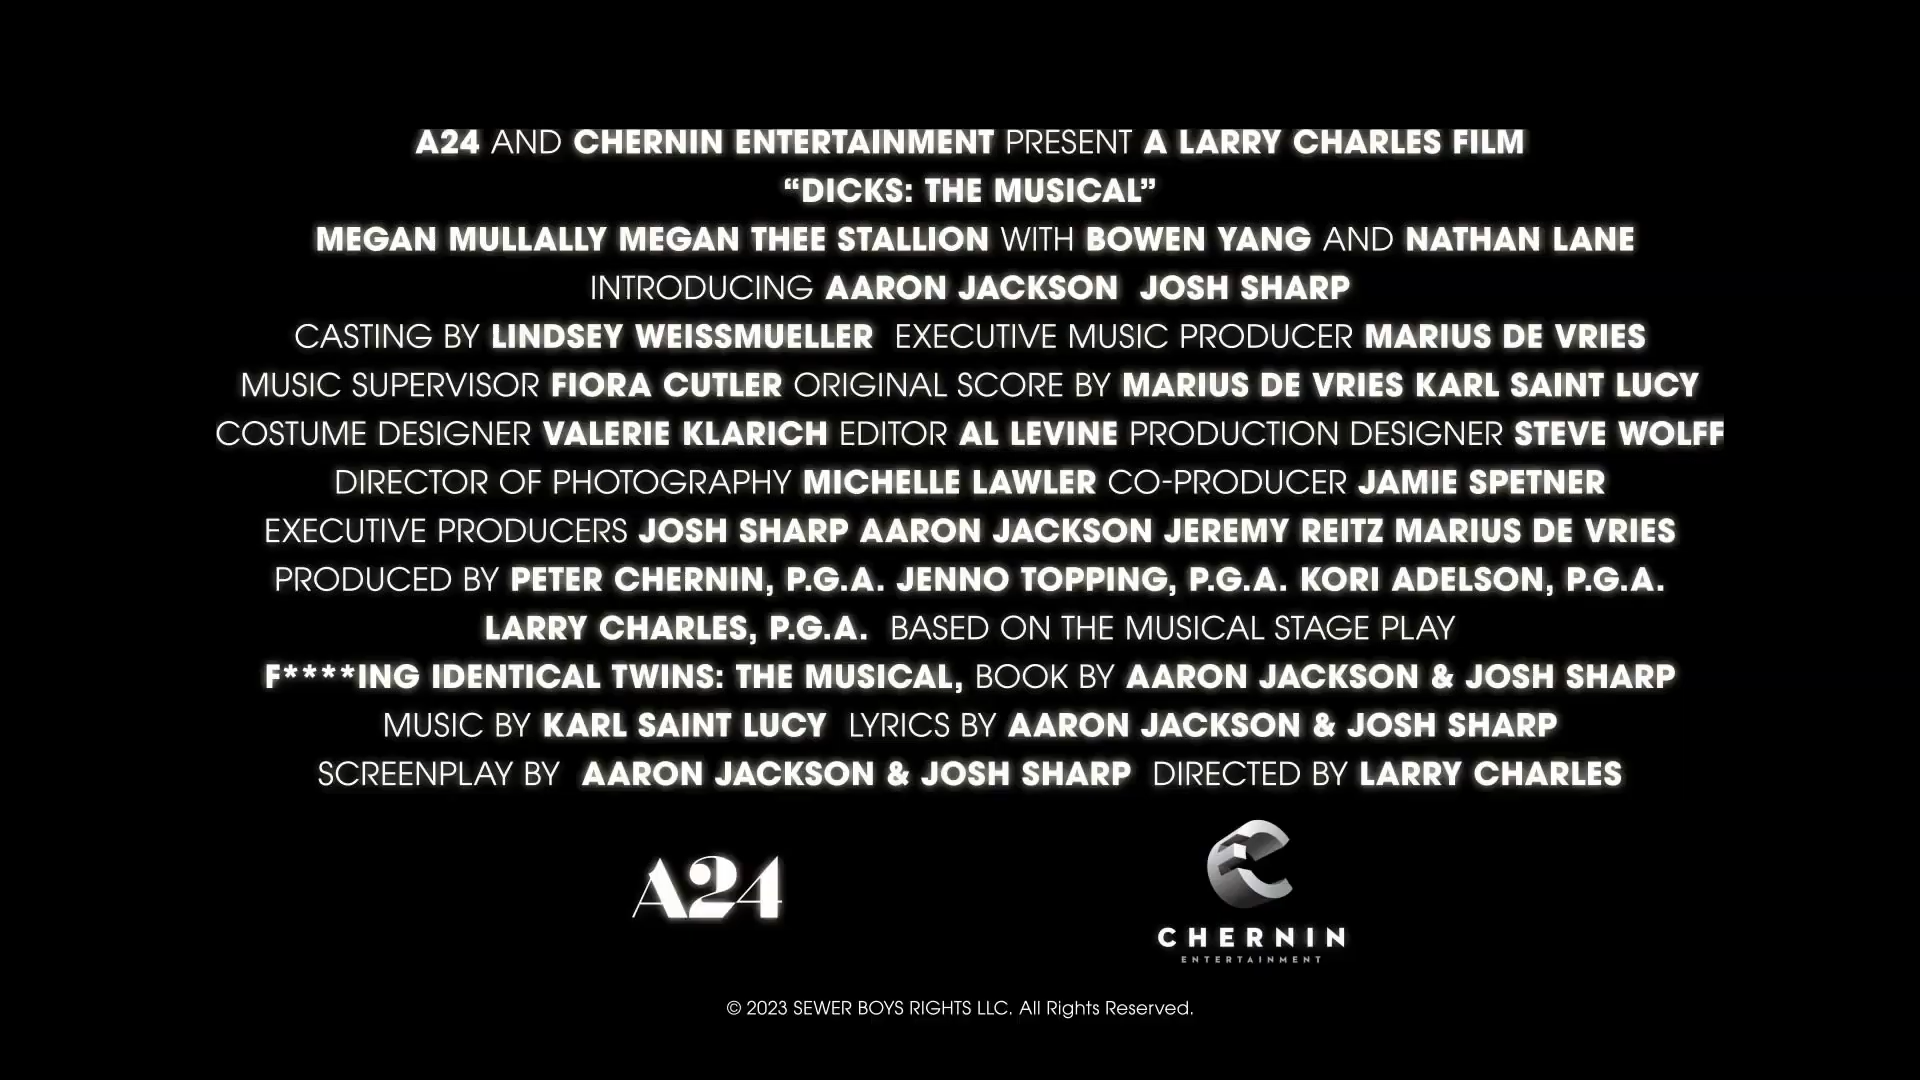 A24 AND CHERNIN ENTERTAINMENT PRESENT A LARRY CHARLES FILM
“DICKS: THE MUSICAL”
MEGAN MULLALLY MEGAN THEE STALLION WITH BOWEN YANG AND NATHAN LANE
INTRODUCING AARON JACKSON JOSH SHARP
CASTING BY LINDSEY WEISSMUELLER EXECUTIVE MUSIC PRODUCER MARIUS DE VRIES
MUSIC SUPERVISOR FIORA CUTLER ORIGINAL SCORE BY MARIUS DE VRIES KARL SAINT LUCY
COSTUME DESIGNER VALERIE KLARICH EDITOR AL LEVINE PRODUCTION DESIGNER STEVE WOLFF
DIRECTOR OF PHOTOGRAPHY MICHELLE LAWLER CO-PRODUCER JAMIE SPETNER
EXECUTIVE PRODUCERS JOSH SHARP AARON JACKSON JEREMY REITZ MARIUS DE VRIES
PRODUCED BY PETER CHERNIN, P.G.A. JENNO TOPPING, P.G.A. KORI ADELSON, P.G.A.
LARRY CHARLES, P.G.A. BASED ON THE MUSICAL STAGE PLAY
F****ING IDENTICAL TWINS: THE MUSICAL, BOOK BY AARON JACKSON & JOSH SHARP
MUSIC BY KARL SAINT LUCY LYRICS BY AARON JACKSON & JOSH SHARP
SCREENPLAY BY AARON JACKSON & JOSH SHARP DIRECTED BY LARRY CHARLES
A24
CHERNIN
ENTERTAINMENT
© 2023 SEWER BOYS RIGHTS LLC. All Rights Reserved.